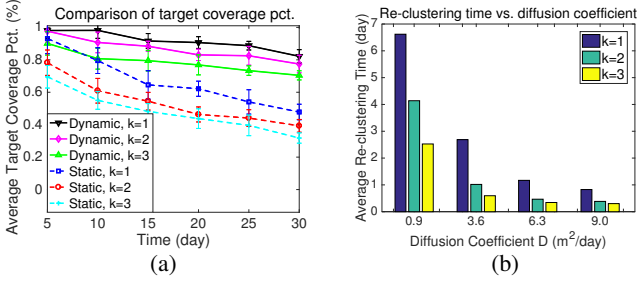 Comparison of target coverage pct.
Average Target Coverage Pct. (%)
1
0.8
0.6
0.4
0.2
0
Dynamic, k=1
Dynamic, k=2
Dynamic, k=3
Static, k=1
Static, k=2
Static, k=3
5 10 15 20 25 30
Time (day)
(a)
Re-clustering time vs. diffusion coefficient
Average Re-clustering Time (day)
7
6
5
4
3
2
1
0
k=1
k=2
k=3
0.9 3.6 6.3 9.0
Diffusion Coefficient D (m²/day)
(b)